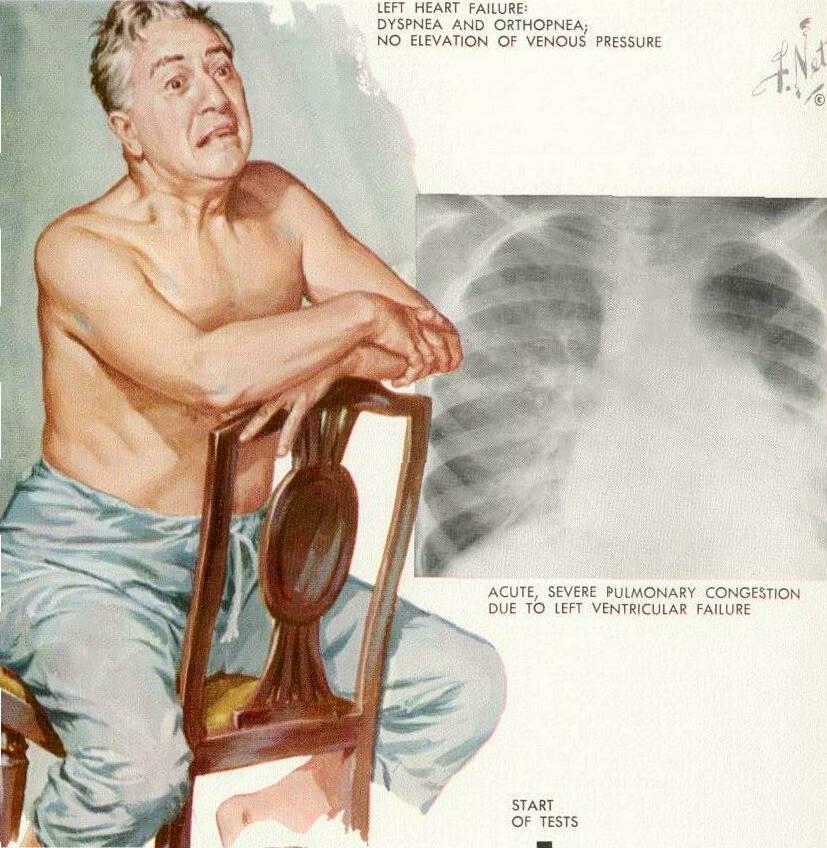 LEFT HEART FAILURE:
DYSPNEA AND ORTHOPNEA;
NO ELEVATION OF VENOUS PRESSURE
ACUTE, SEVERE PULMONARY CONGESTION
DUE TO LEFT VENTRICULAR FAILURE
START
OF TESTS